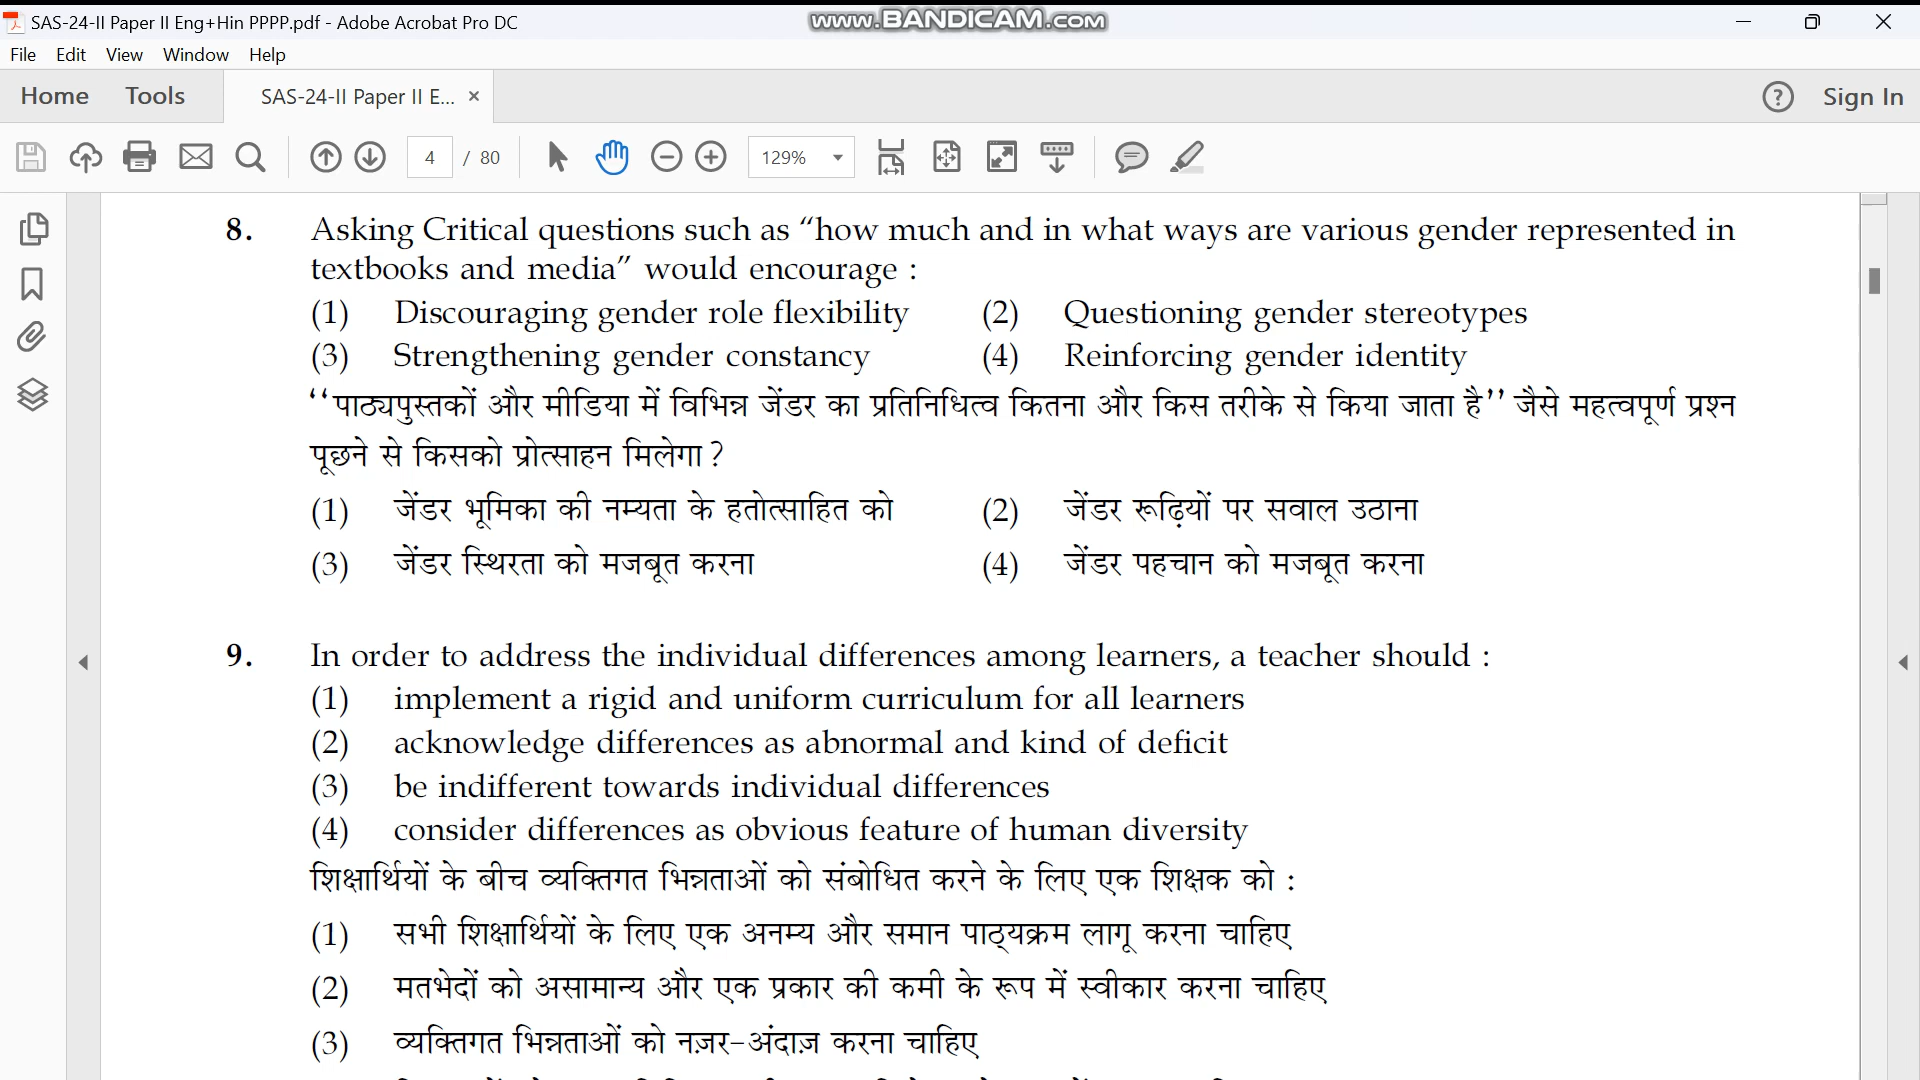 SAS-24-II Paper II Eng+Hin PPPP.pdf - Adobe Acrobat Pro DC
www.BANDICAM.com
File Edit View Window Help
Home Tools SAS-24-II Paper II E... × ? Sign In
4 / 80 129%
8. Asking Critical questions such as “how much and in what ways are various gender represented in
textbooks and media” would encourage :
(1) Discouraging gender role flexibility (2) Questioning gender stereotypes
(3) Strengthening gender constancy (4) Reinforcing gender identity
‘‘पाठ्यपुस्तकों और मीडिया में विभिन्न जेंडर का प्रतिनिधित्व कितना और किस तरीके से किया जाता है’’ जैसे महत्वपूर्ण प्रश्न
पूछने से किसको प्रोत्साहन मिलेगा ?
(1) जेंडर भूमिका की नम्यता के हतोत्साहित को (2) जेंडर रूढ़ियों पर सवाल उठाना
(3) जेंडर स्थिरता को मजबूत करना (4) जेंडर पहचान को मजबूत करना
9. In order to address the individual differences among learners, a teacher should :
(1) implement a rigid and uniform curriculum for all learners
(2) acknowledge differences as abnormal and kind of deficit
(3) be indifferent towards individual differences
(4) consider differences as obvious feature of human diversity
शिक्षार्थियों के बीच व्यक्तिगत भिन्नताओं को संबोधित करने के लिए एक शिक्षक को :
(1) सभी शिक्षार्थियों के लिए एक अनम्य और समान पाठ्यक्रम लागू करना चाहिए
(2) मतभेदों को असामान्य और एक प्रकार की कमी के रूप में स्वीकार करना चाहिए
(3) व्यक्तिगत भिन्नताओं को नज़र-अंदाज़ करना चाहिए